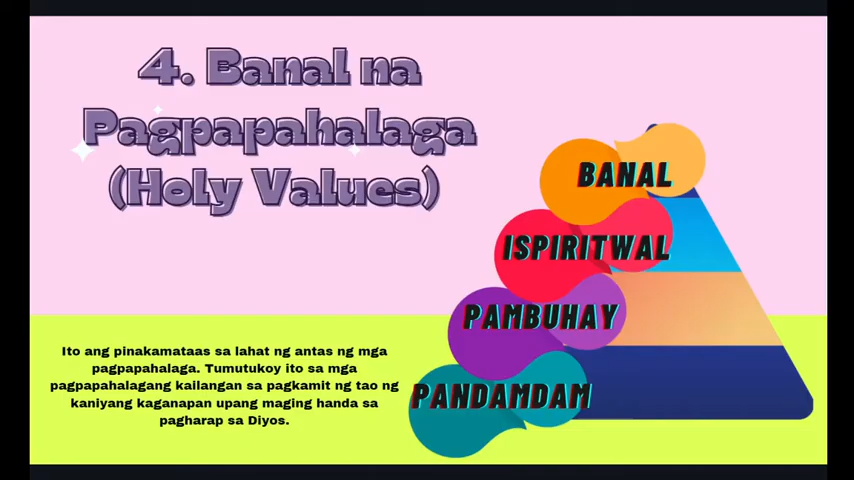 4. Banal na
Pagpapahalaga
(Holy Values)
Ito ang pinakamataas sa lahat ng antas ng mga
pagpapahalaga. Tumutukoy ito sa mga
pagpapahalagang kailangan sa pagkamit ng tao ng
kaniyang kaganapan upang maging handa sa
pagharap sa Diyos.
BANAL
ISPIRITWAL
PAMBUHAY
PANDAMDAM